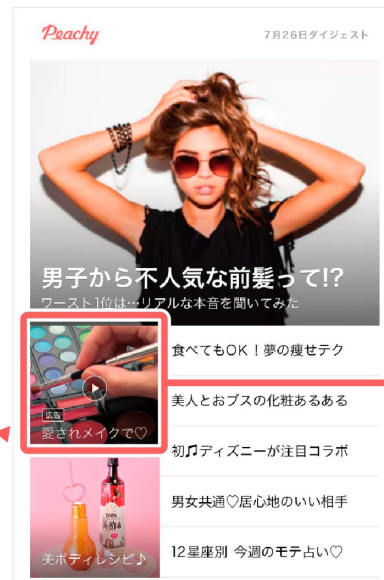 Peachy
7月26日ダイジェスト
男子から不人気な前髪って!?
ワースト1位は…リアルな本音を聞いてみた
広告
愛されメイクで♡
食べてもOK！夢の痩せテク
美人とおブスの化粧あるある
初♫ディズニーが注目コラボ
美ボディレシピ♪
男女共通♡居心地のいい相手
12星座別 今週のモテ占い♡